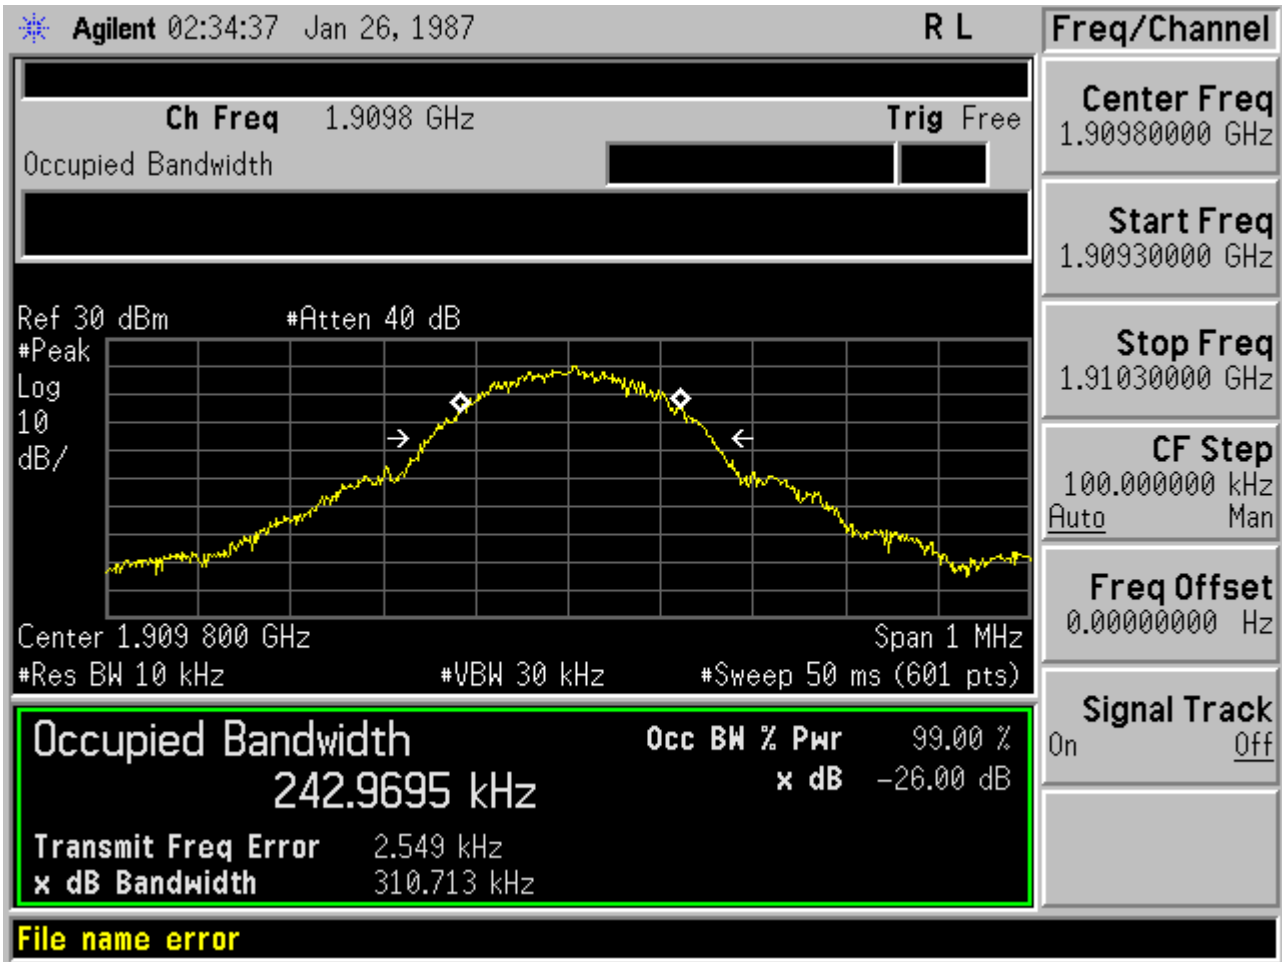 Agilent 02:34:37 Jan 26, 1987 R L
Freq/Channel
Ch Freq 1.9098 GHz Trig Free
Occupied Bandwidth
Center Freq
1.90980000 GHz
Start Freq
1.90930000 GHz
Stop Freq
1.91030000 GHz
CF Step
100.000000 kHz
Auto Man
Freq Offset
0.00000000 Hz
Signal Track
On Off
Ref 30 dBm #Atten 40 dB
#Peak
Log
10
dB/
Center 1.909 800 GHz Span 1 MHz
#Res BW 10 kHz #VBW 30 kHz #Sweep 50 ms (601 pts)
Occupied Bandwidth
242.9695 kHz
Occ BW % Pwr 99.00 %
x dB -26.00 dB
Transmit Freq Error 2.549 kHz
x dB Bandwidth 310.713 kHz
File name error